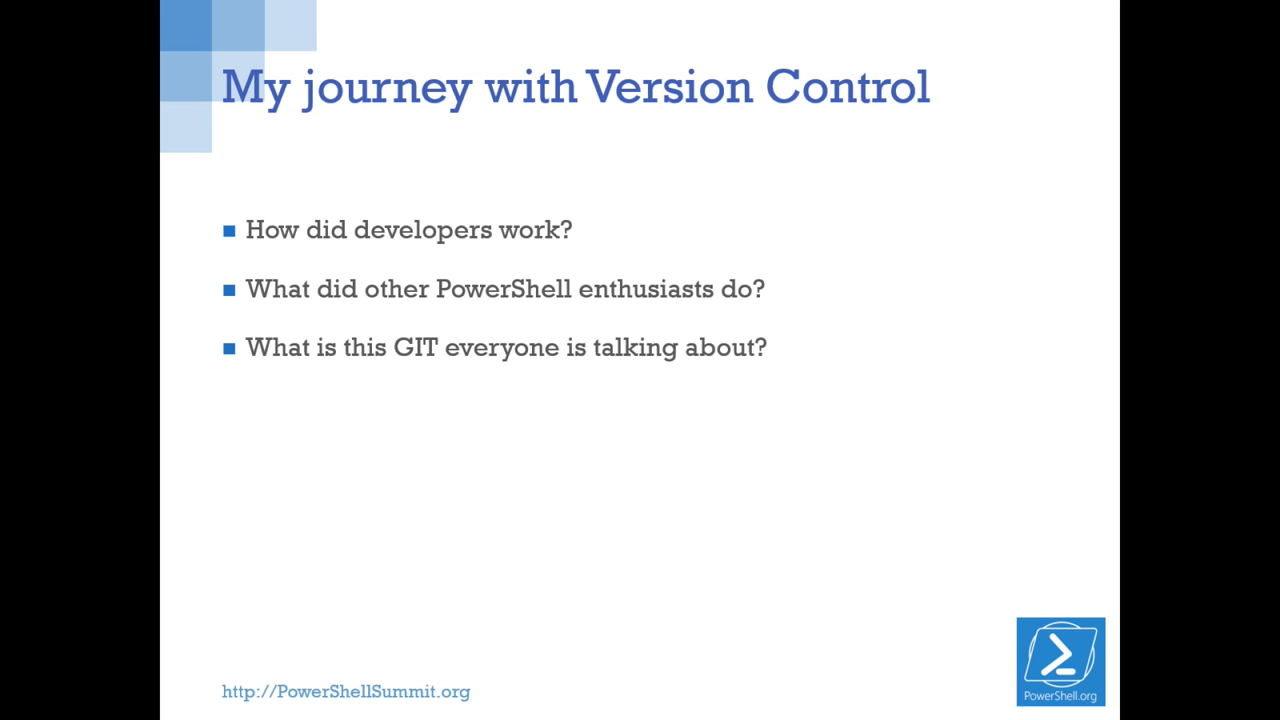 My journey with Version Control
How did developers work?
What did other PowerShell enthusiasts do?
What is this GIT everyone is talking about?
http://PowerShellSummit.org
PowerShell.org